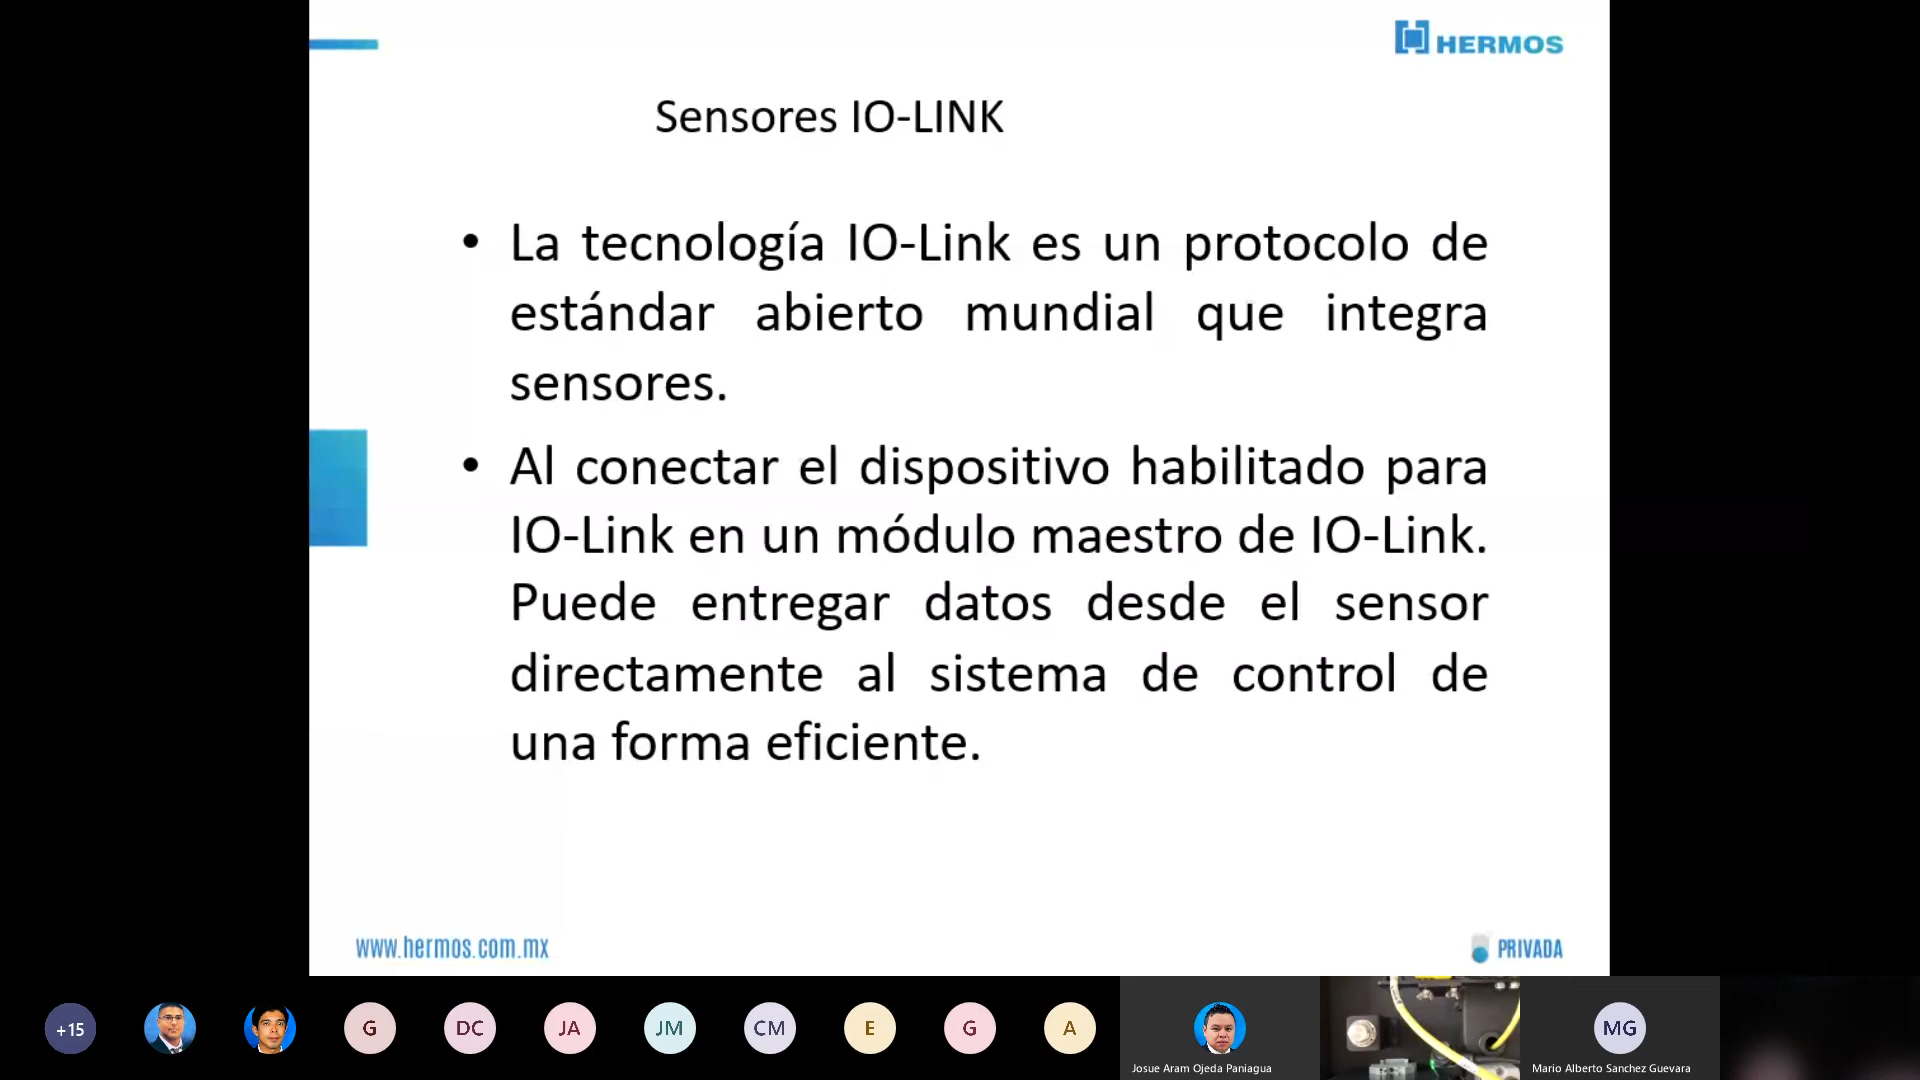 HERMOS
Sensores IO-LINK
• La tecnología IO-Link es un protocolo de
estándar abierto mundial que integra
sensores.
• Al conectar el dispositivo habilitado para
IO-Link en un módulo maestro de IO-Link.
Puede entregar datos desde el sensor
directamente al sistema de control de
una forma eficiente.
www.hermos.com.mx
PRIVADA
+15
G
DC
JA
JM
CM
E
G
A
MG
Josue Aram Ojeda Paniagua
Mario Alberto Sanchez Guevara